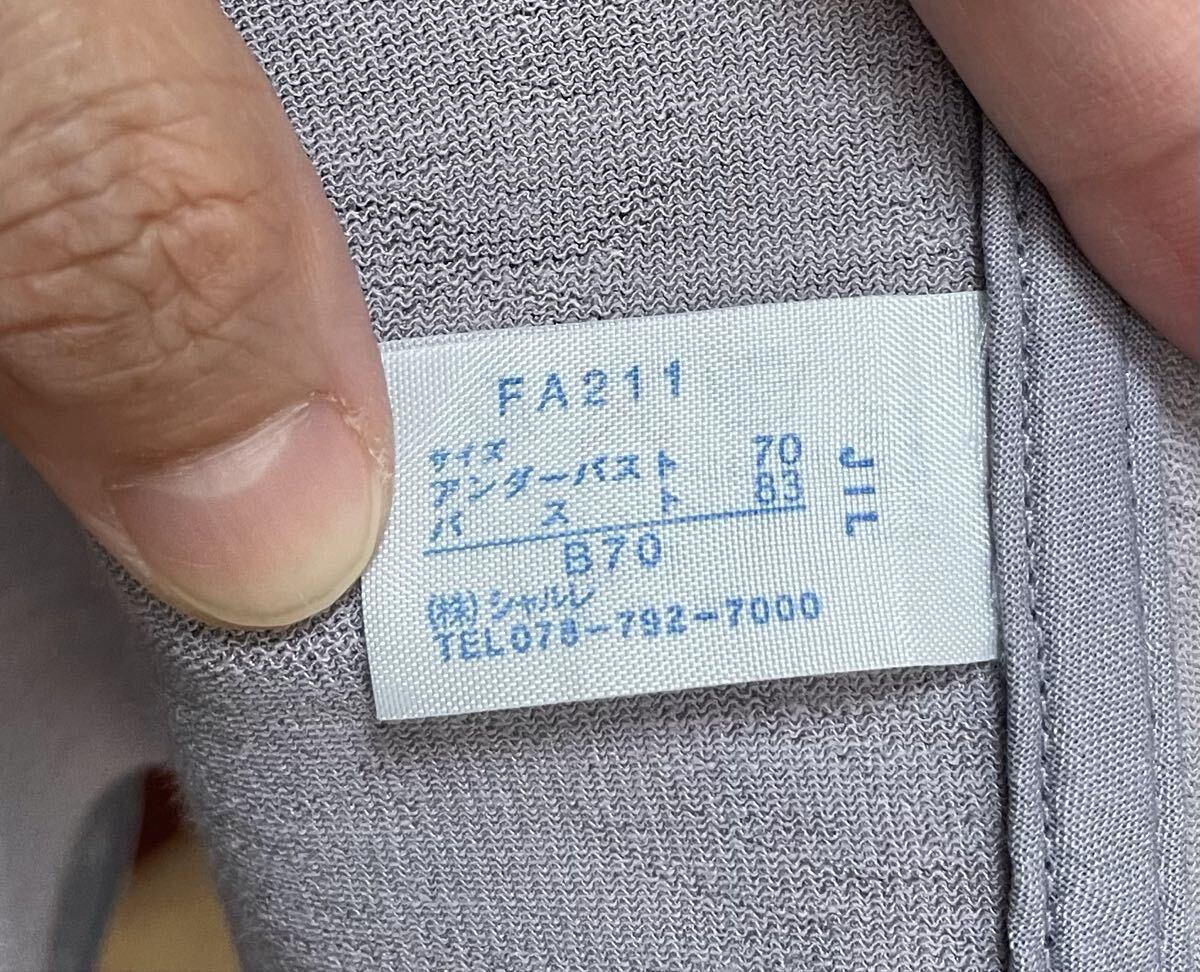 FA211
サイズ
アンダーバスト 70
バスト 83
B70
(株)シャルレ
TEL078-792-7000